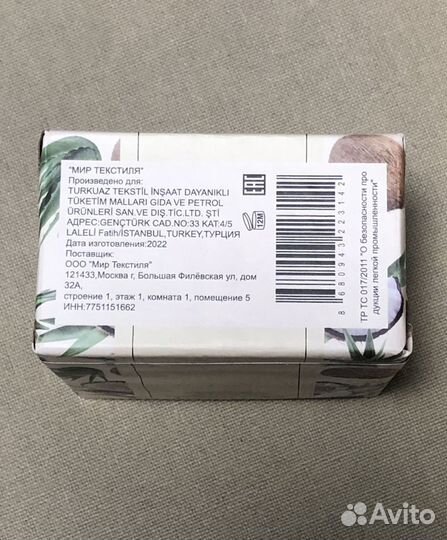 "МИР ТЕКСТИЛЯ"
Произведено для:
TURKUAZ TEKSTİL İNŞAAT DAYANIKLI
TÜKETİM MALLARI GIDA VE PETROL
ÜRÜNLERİ SAN.VE DIŞ.TİC.LTD. ŞTİ
АДРЕС:GENÇTÜRK CAD.NO:33 KAT:4/5
LALELİ Fatih/İSTANBUL,TURKEY,ТУРЦИЯ
Дата изготовления:2022
Поставщик:
ООО "Мир Текстиля"
121433,Москва г, Большая Филёвская ул, дом
32А,
строение 1, этаж 1, комната 1, помещение 5
ИНН:7751151662
EAC
12M
8680943223142
ТР ТС 017/2011 "О безопасности про
дукции легкой промышленности"
Avito